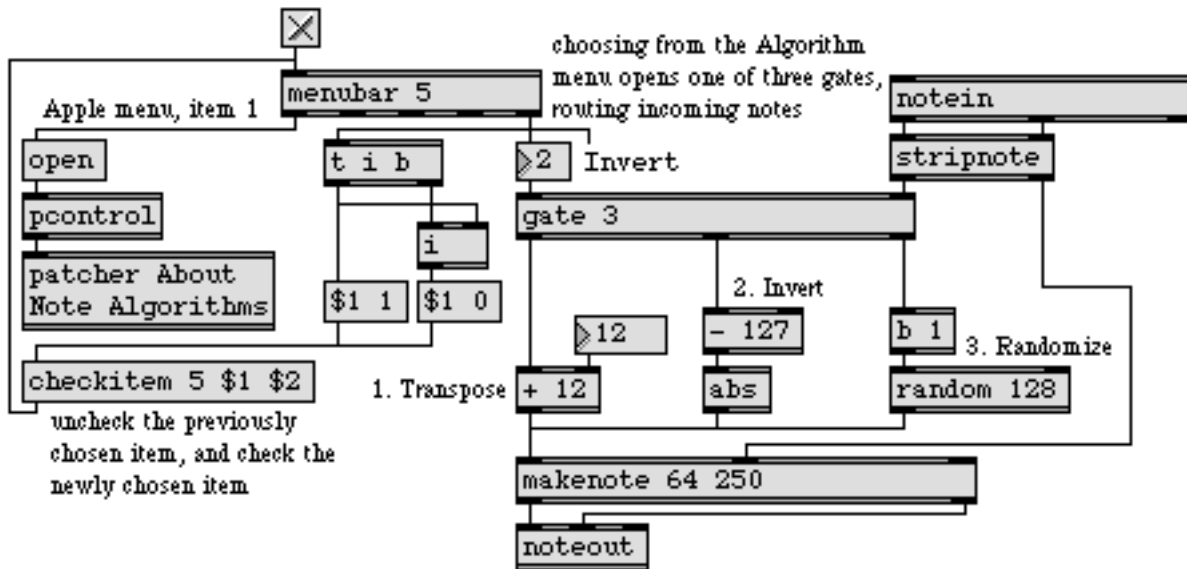 choosing from the Algorithm
menu opens one of three gates,
routing incoming notes
menubar 5
notein
Apple menu, item 1
open
t i b
2
Invert
stripnote
pcontrol
gate 3
i
patcher About
Note Algorithms
$1 1
$1 0
2. Invert
12
- 127
b 1
3. Randomize
checkitem 5 $1 $2
1. Transpose
+ 12
abs
random 128
uncheck the previously
chosen item, and check the
newly chosen item
makenote 64 250
noteout